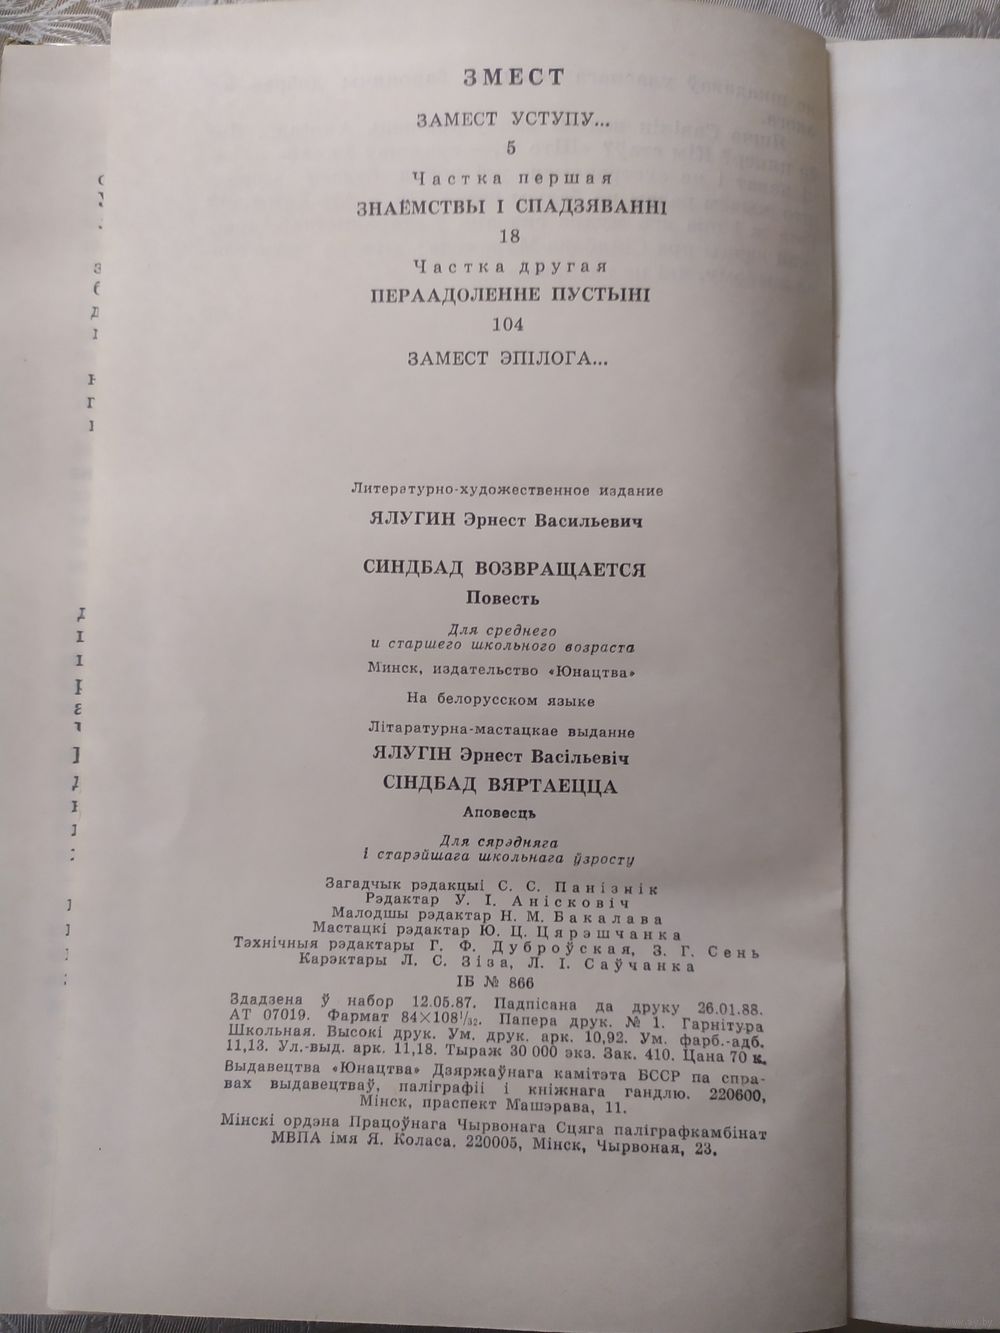 ЗМЕСТ
ЗАМЕСТ УСТУПУ...
5
Частка першая
ЗНАЁМСТВЫ І СПАДЗЯВАННІ
18
Частка другая
ПЕРААДОЛЕННЕ ПУСТЫНІ
104
ЗАМЕСТ ЭПІЛОГА...
Литературно-художественное издание
ЯЛУГИН Эрнест Васильевич
СИНДБАД ВОЗВРАЩАЕТСЯ
Повесть
Для среднего
и старшего школьного возраста
Минск, издательство «Юнацтва»
На белорусском языке
Літаратурна-мастацкае выданне
ЯЛУГІН Эрнест Васільевіч
СІНДБАД ВЯРТАЕЦЦА
Аповесць
Для сярэдняга
і старэйшага школьнага ўзросту
Загадчык рэдакцыі С. С. Панізнік
Рэдактар У. І. Анісковіч
Малодшы рэдактар Н. М. Бакалава
Мастацкі рэдактар Ю. Ц. Цярэшчанка
Тэхнічныя рэдактары Г. Ф. Дуброўская, З. Г. Сень
Карэктары Л. С. Зіза, Л. І. Саўчанка
ІБ № 866
Здадзена ў набор 12.05.87. Падпісана да друку 26.01.88.
АТ 07019. Фармат 84×108¹/₃₂. Папера друк. № 1. Гарнітура
Школьная. Высокі друк. Ум. друк. арк. 10,92. Ум. фарб.-адб.
11,13. Ул.-выд. арк. 11,18. Тыраж 30 000 экз. Зак. 410. Цана 70 к.
Выдавецтва «Юнацтва» Дзяржаўнага камітэта БССР па спра-
вах выдавецтваў, паліграфіі і кніжнага гандлю. 220600,
Мінск, праспект Машэрава, 11.
Мінскі ордэна Працоўнага Чырвонага Сцяга паліграфкамбінат
МВПА імя Я. Коласа. 220005, Мінск, Чырвоная, 23.